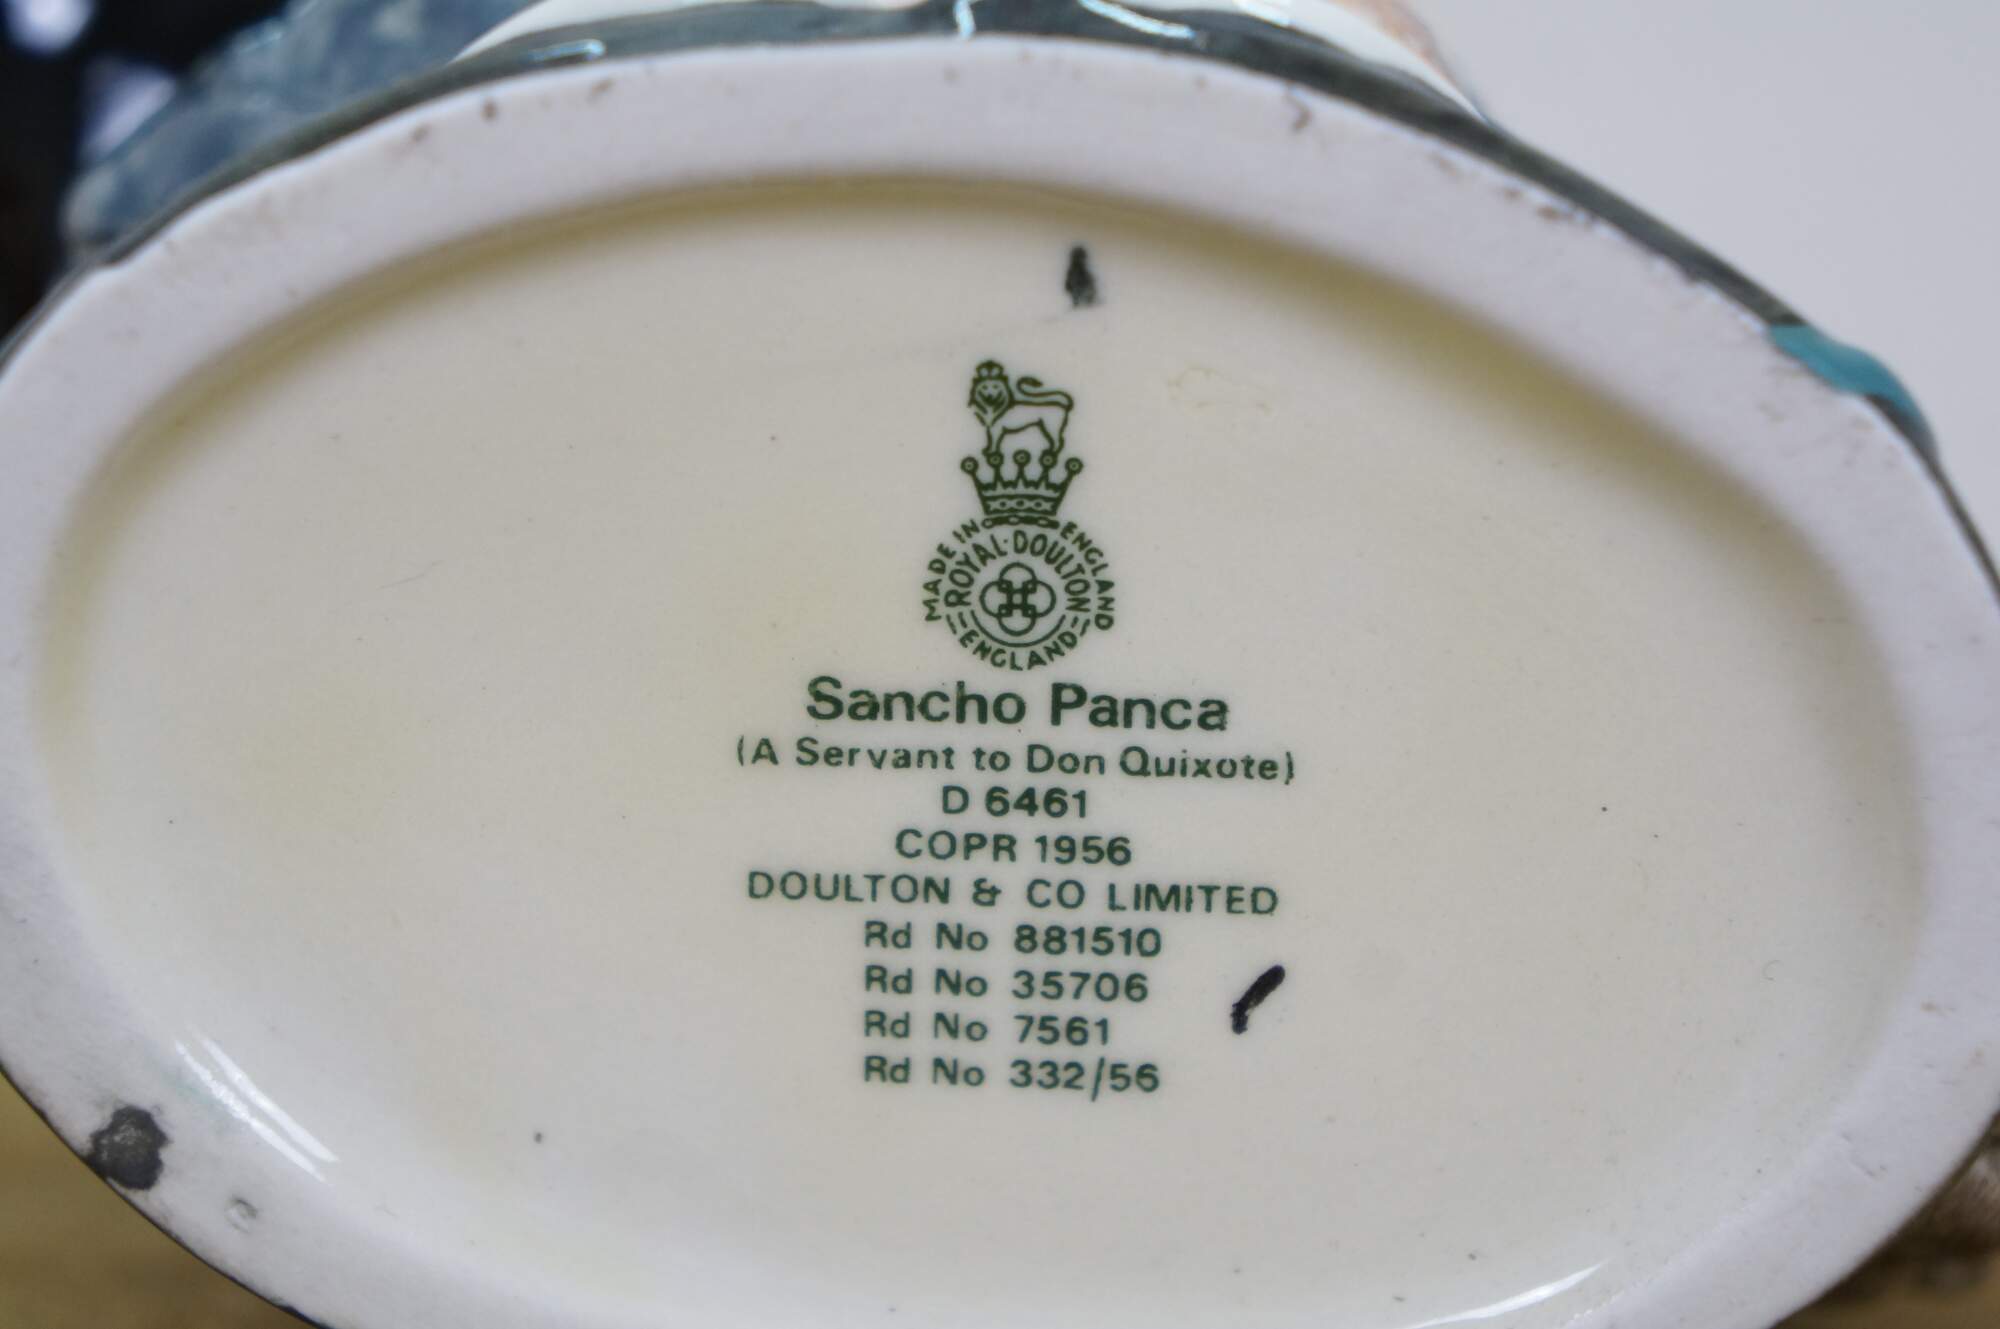 MADE IN ENGLAND
ROYAL·DOULTON
ENGLAND
Sancho Panca
(A Servant to Don Quixote)
D 6461
COPR 1956
DOULTON & CO LIMITED
Rd No 881510
Rd No 35706
Rd No 7561
Rd No 332/56